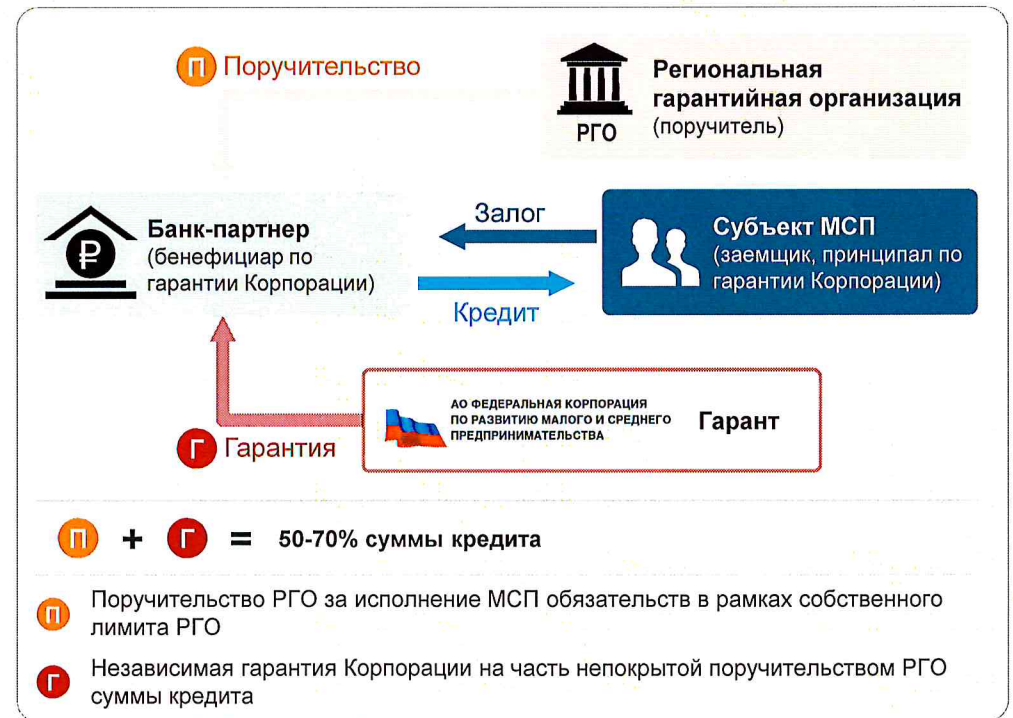 П Поручительство
Региональная
гарантийная организация
(поручитель)
РГО
Банк-партнер
(бенефициар по
гарантии Корпорации)
Залог
Кредит
Субъект МСП
(заемщик, принципал по
гарантии Корпорации)
АО ФЕДЕРАЛЬНАЯ КОРПОРАЦИЯ
ПО РАЗВИТИЮ МАЛОГО И СРЕДНЕГО
ПРЕДПРИНИМАТЕЛЬСТВА
Гарант
Г Гарантия
П + Г = 50-70% суммы кредита
П Поручительство РГО за исполнение МСП обязательств в рамках собственного
лимита РГО
Г Независимая гарантия Корпорации на часть непокрытой поручительством РГО
суммы кредита